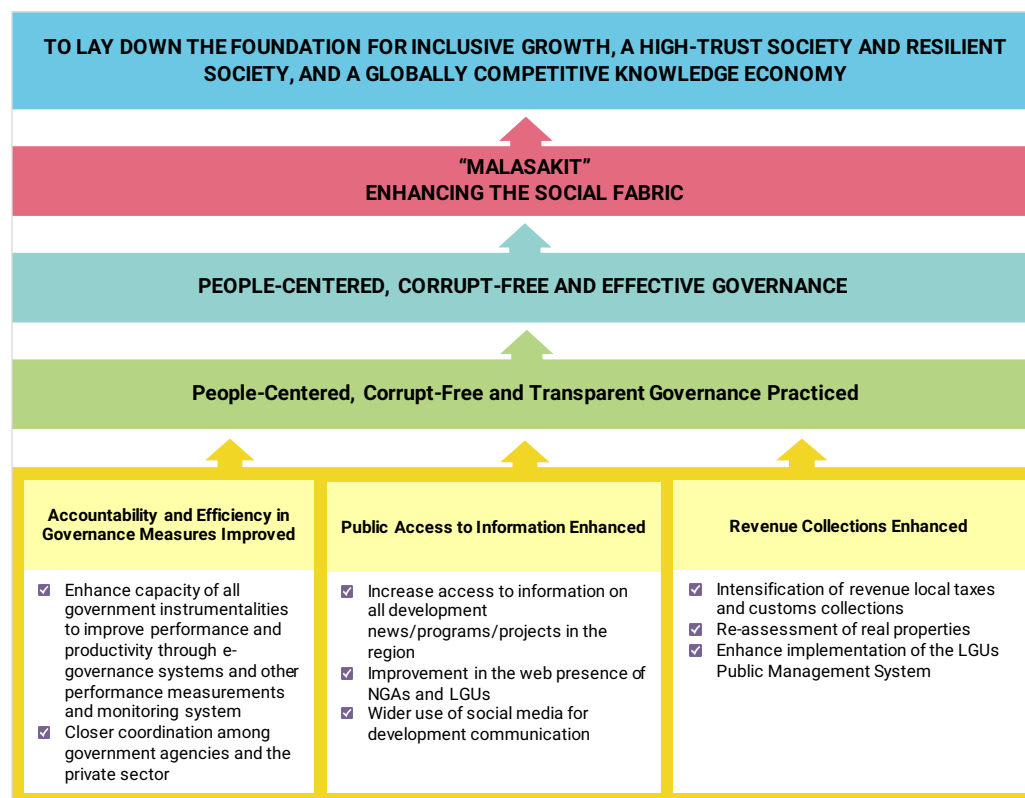 TO LAY DOWN THE FOUNDATION FOR INCLUSIVE GROWTH, A HIGH-TRUST SOCIETY AND RESILIENT
SOCIETY, AND A GLOBALLY COMPETITIVE KNOWLEDGE ECONOMY
“MALASAKIT”
ENHANCING THE SOCIAL FABRIC
PEOPLE-CENTERED, CORRUPT-FREE AND EFFECTIVE GOVERNANCE
People-Centered, Corrupt-Free and Transparent Governance Practiced
Accountability and Efficiency in
Governance Measures Improved
Enhance capacity of all
government instrumentalities
to improve performance and
productivity through e-
governance systems and other
performance measurements
and monitoring system
Closer coordination among
government agencies and the
private sector
Public Access to Information Enhanced
Increase access to information on
all development
news/programs/projects in the
region
Improvement in the web presence of
NGAs and LGUs
Wider use of social media for
development communication
Revenue Collections Enhanced
Intensification of revenue local taxes
and customs collections
Re-assessment of real properties
Enhance implementation of the LGUs
Public Management System